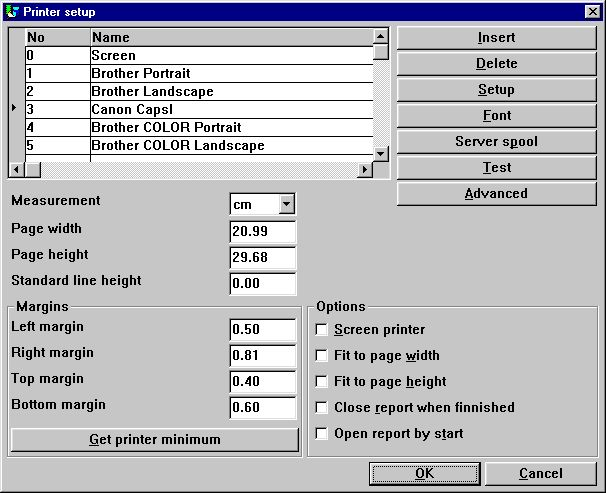 Printer setup
No Name
0 Screen
1 Brother Portrait
2 Brother Landscape
3 Canon Capsl
4 Brother COLOR Portrait
5 Brother COLOR Landscape
Insert
Delete
Setup
Font
Server spool
Test
Advanced
Measurement cm
Page width 20.99
Page height 29.68
Standard line height 0.00
Margins
Left margin 0.50
Right margin 0.81
Top margin 0.40
Bottom margin 0.60
Get printer minimum
Options
Screen printer
Fit to page width
Fit to page height
Close report when finnished
Open report by start
OK Cancel